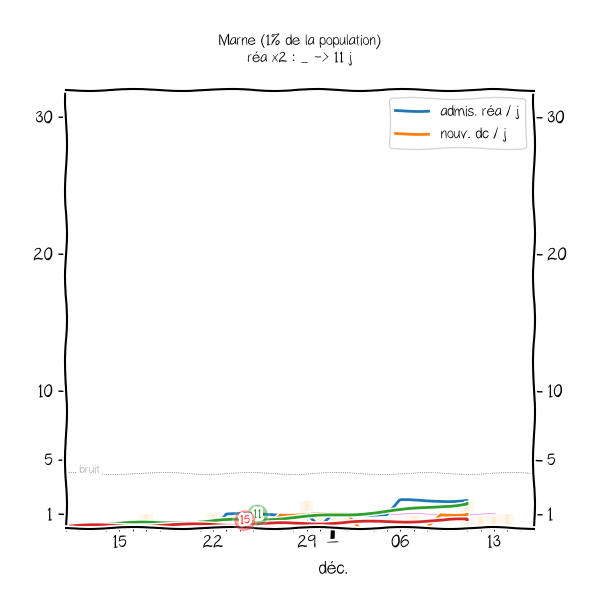 Marne (1% de la population)
réa x2 : _ -> 11 j
admis. réa / j
nouv. dc / j
30 30
20 20
10 10
5 5
bruit
1 1
15 11
15 22 29 1 06 13
déc.